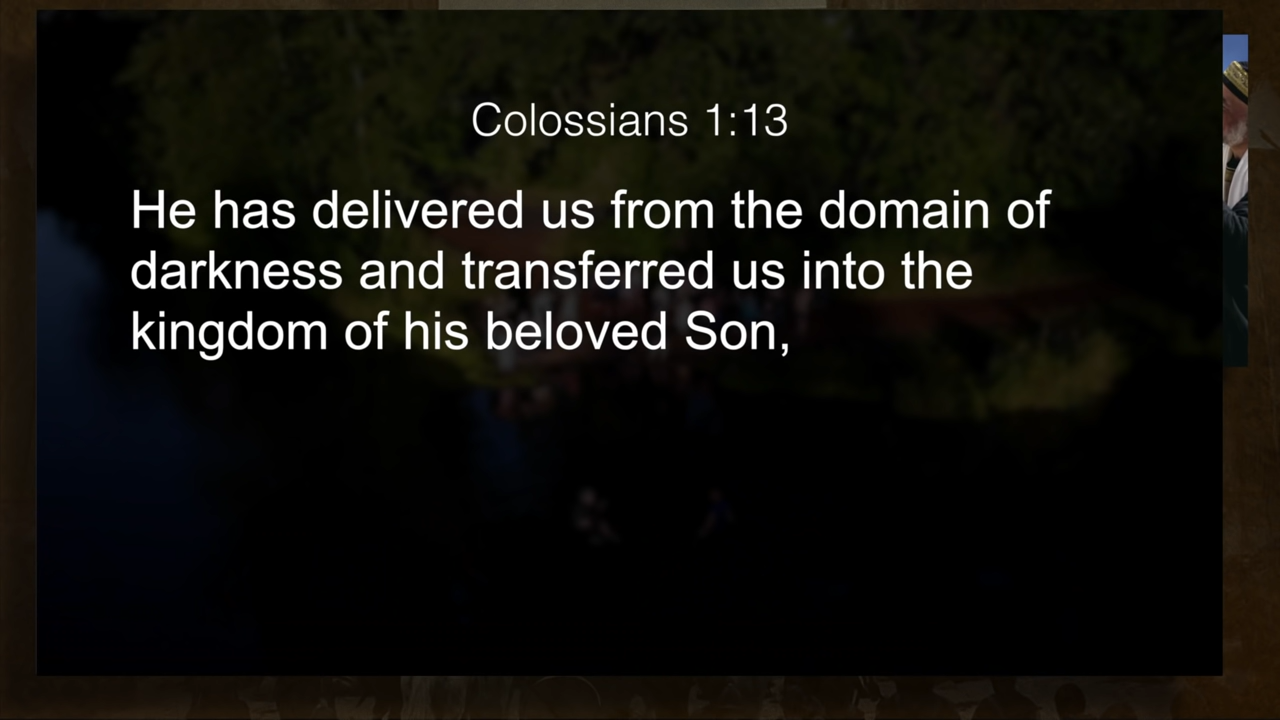 Colossians 1:13
He has delivered us from the domain of
darkness and transferred us into the
kingdom of his beloved Son,